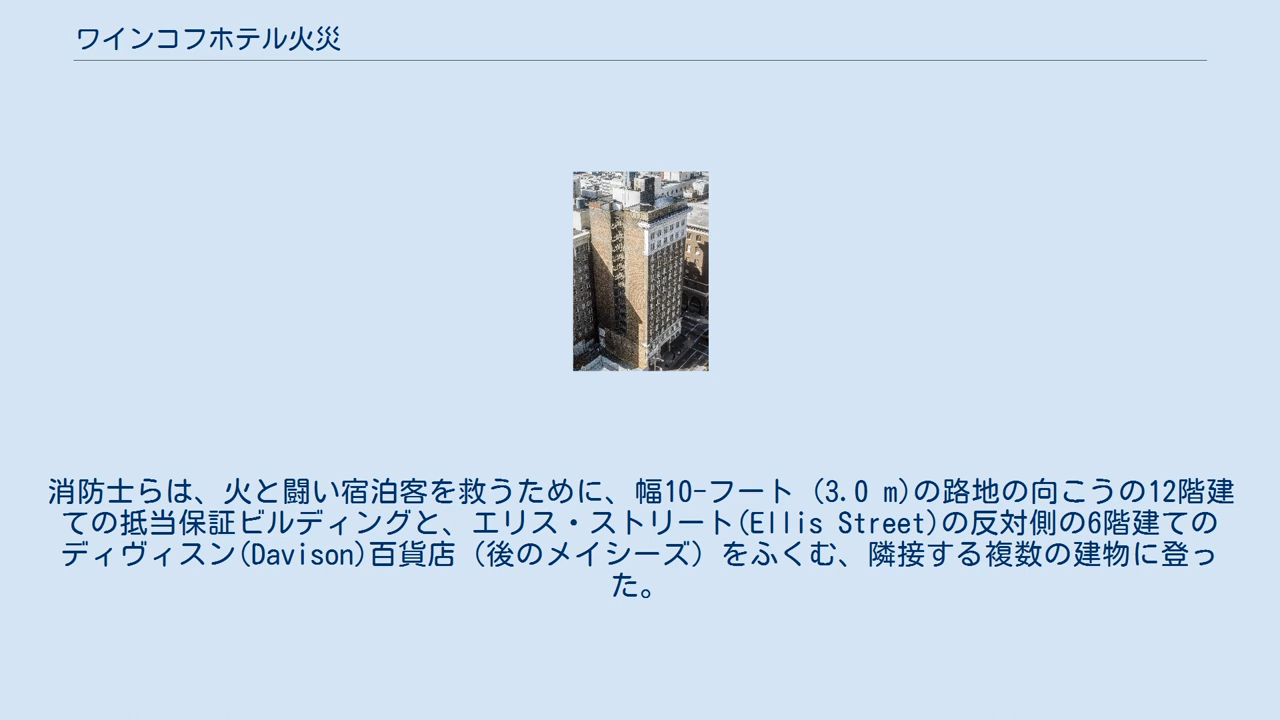 ワインコフホテル火災
消防士らは、火と闘い宿泊客を救うために、幅10-フート (3.0 m)の路地の向こうの12階建
ての抵当保証ビルディングと、エリス・ストリート(Ellis Street)の反対側の6階建ての
ディヴィスン(Davison)百貨店（後のメイシーズ）をふくむ、隣接する複数の建物に登っ
た。